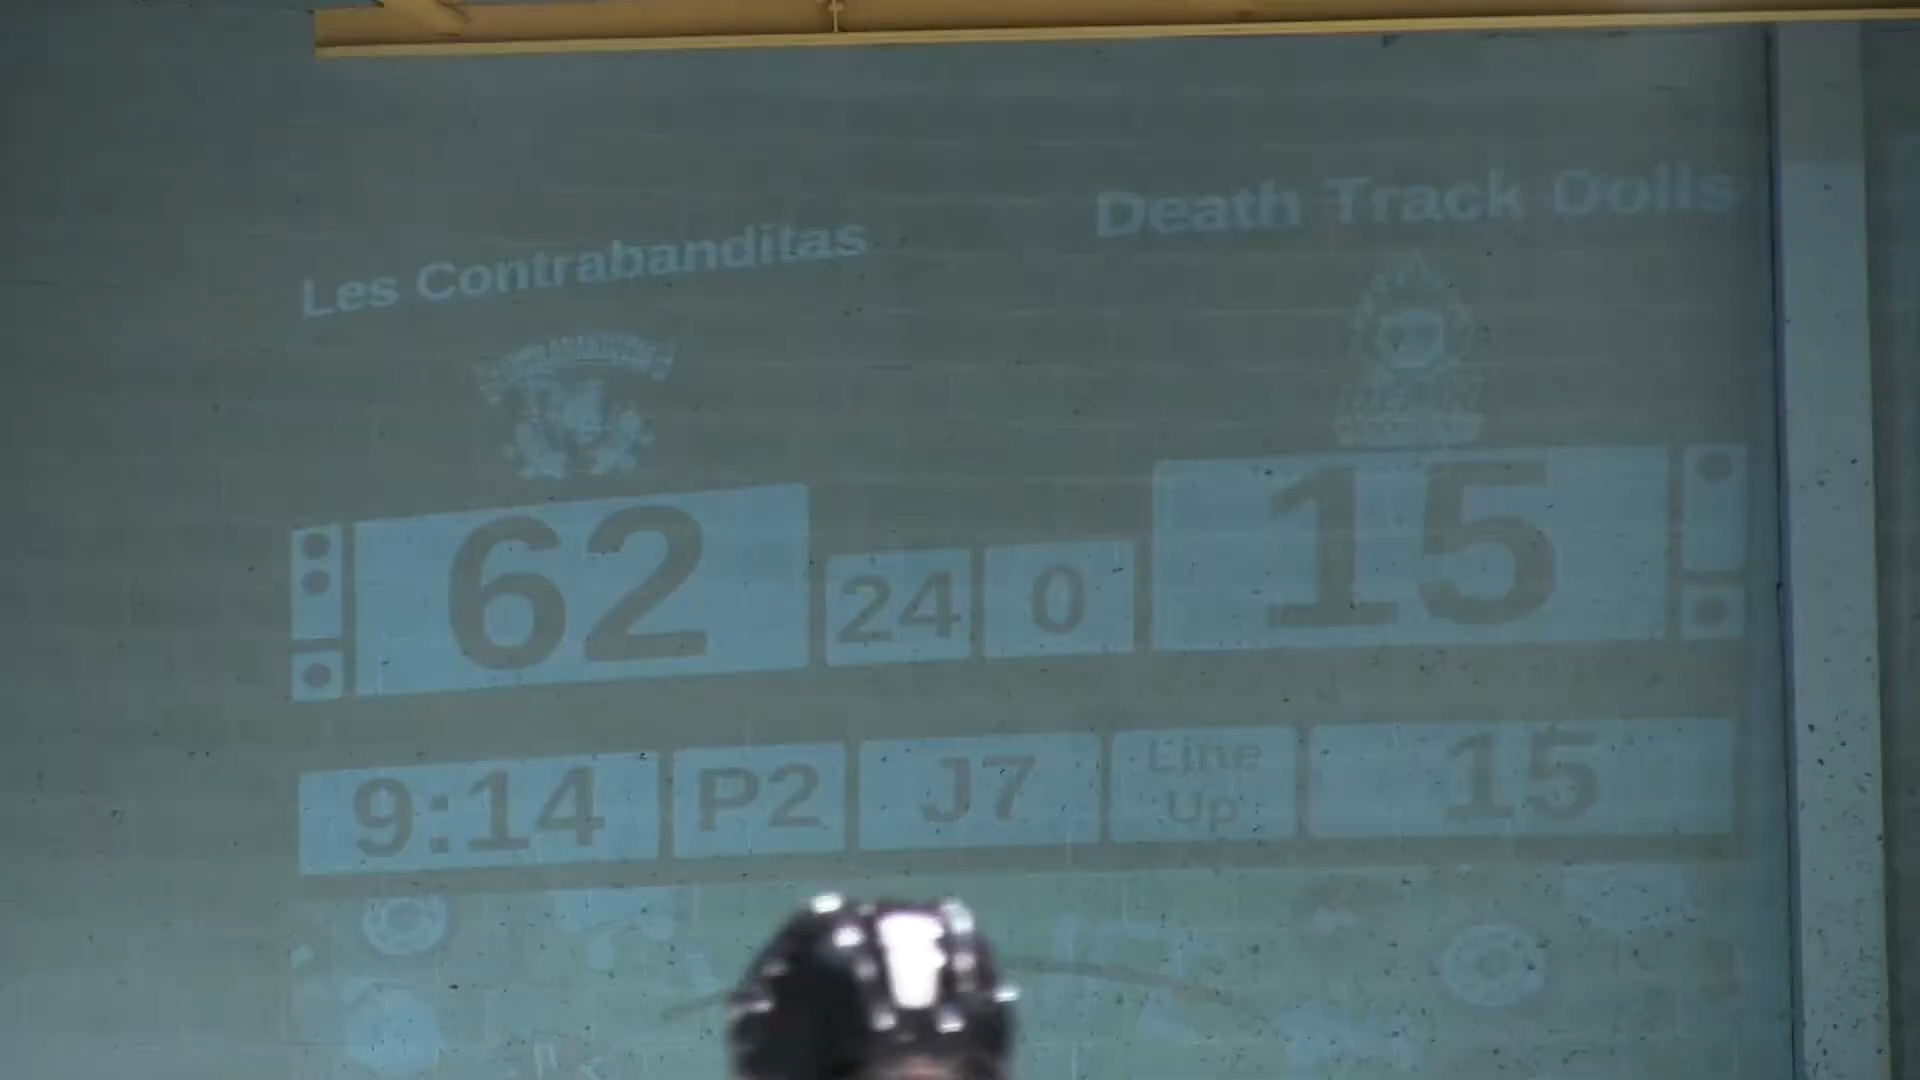 Les Contrabanditas
Death Track Dolls
62
24
0
15
9:14
P2
J7
Line
Up
15